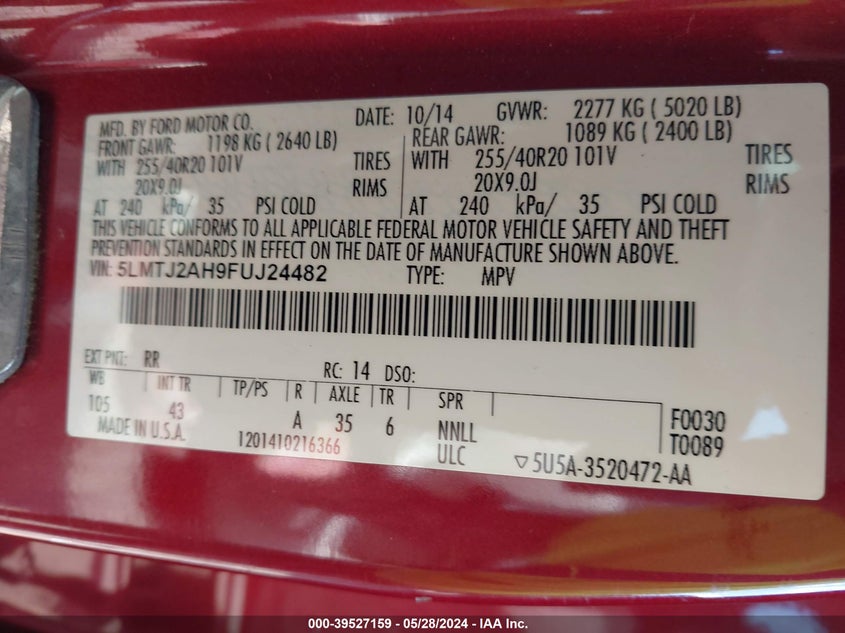 MFD. BY FORD MOTOR CO. DATE: 10/14 GVWR: 2277 KG ( 5020 LB)
FRONT GAWR: 1198 KG ( 2640 LB) REAR GAWR: 1089 KG ( 2400 LB)
WITH 255/40R20 101V TIRES WITH 255/40R20 101V TIRES
20X9.0J RIMS 20X9.0J RIMS
AT 240 kPa/ 35 PSI COLD AT 240 kPa/ 35 PSI COLD
THIS VEHICLE CONFORMS TO ALL APPLICABLE FEDERAL MOTOR VEHICLE SAFETY AND THEFT
PREVENTION STANDARDS IN EFFECT ON THE DATE OF MANUFACTURE SHOWN ABOVE.
VIN: 5LMTJ2AH9FUJ24482 TYPE: MPV
EXT PNT: RR RC: 14 DSO:
WB INT TR TP/PS R AXLE TR SPR
105 43 A 35 6 NNLL F0030
MADE IN U.S.A. 1201410216366 ULC T0089
▽5U5A-3520472-AA
000-39527159 — 05/28/2024 — IAA Inc.